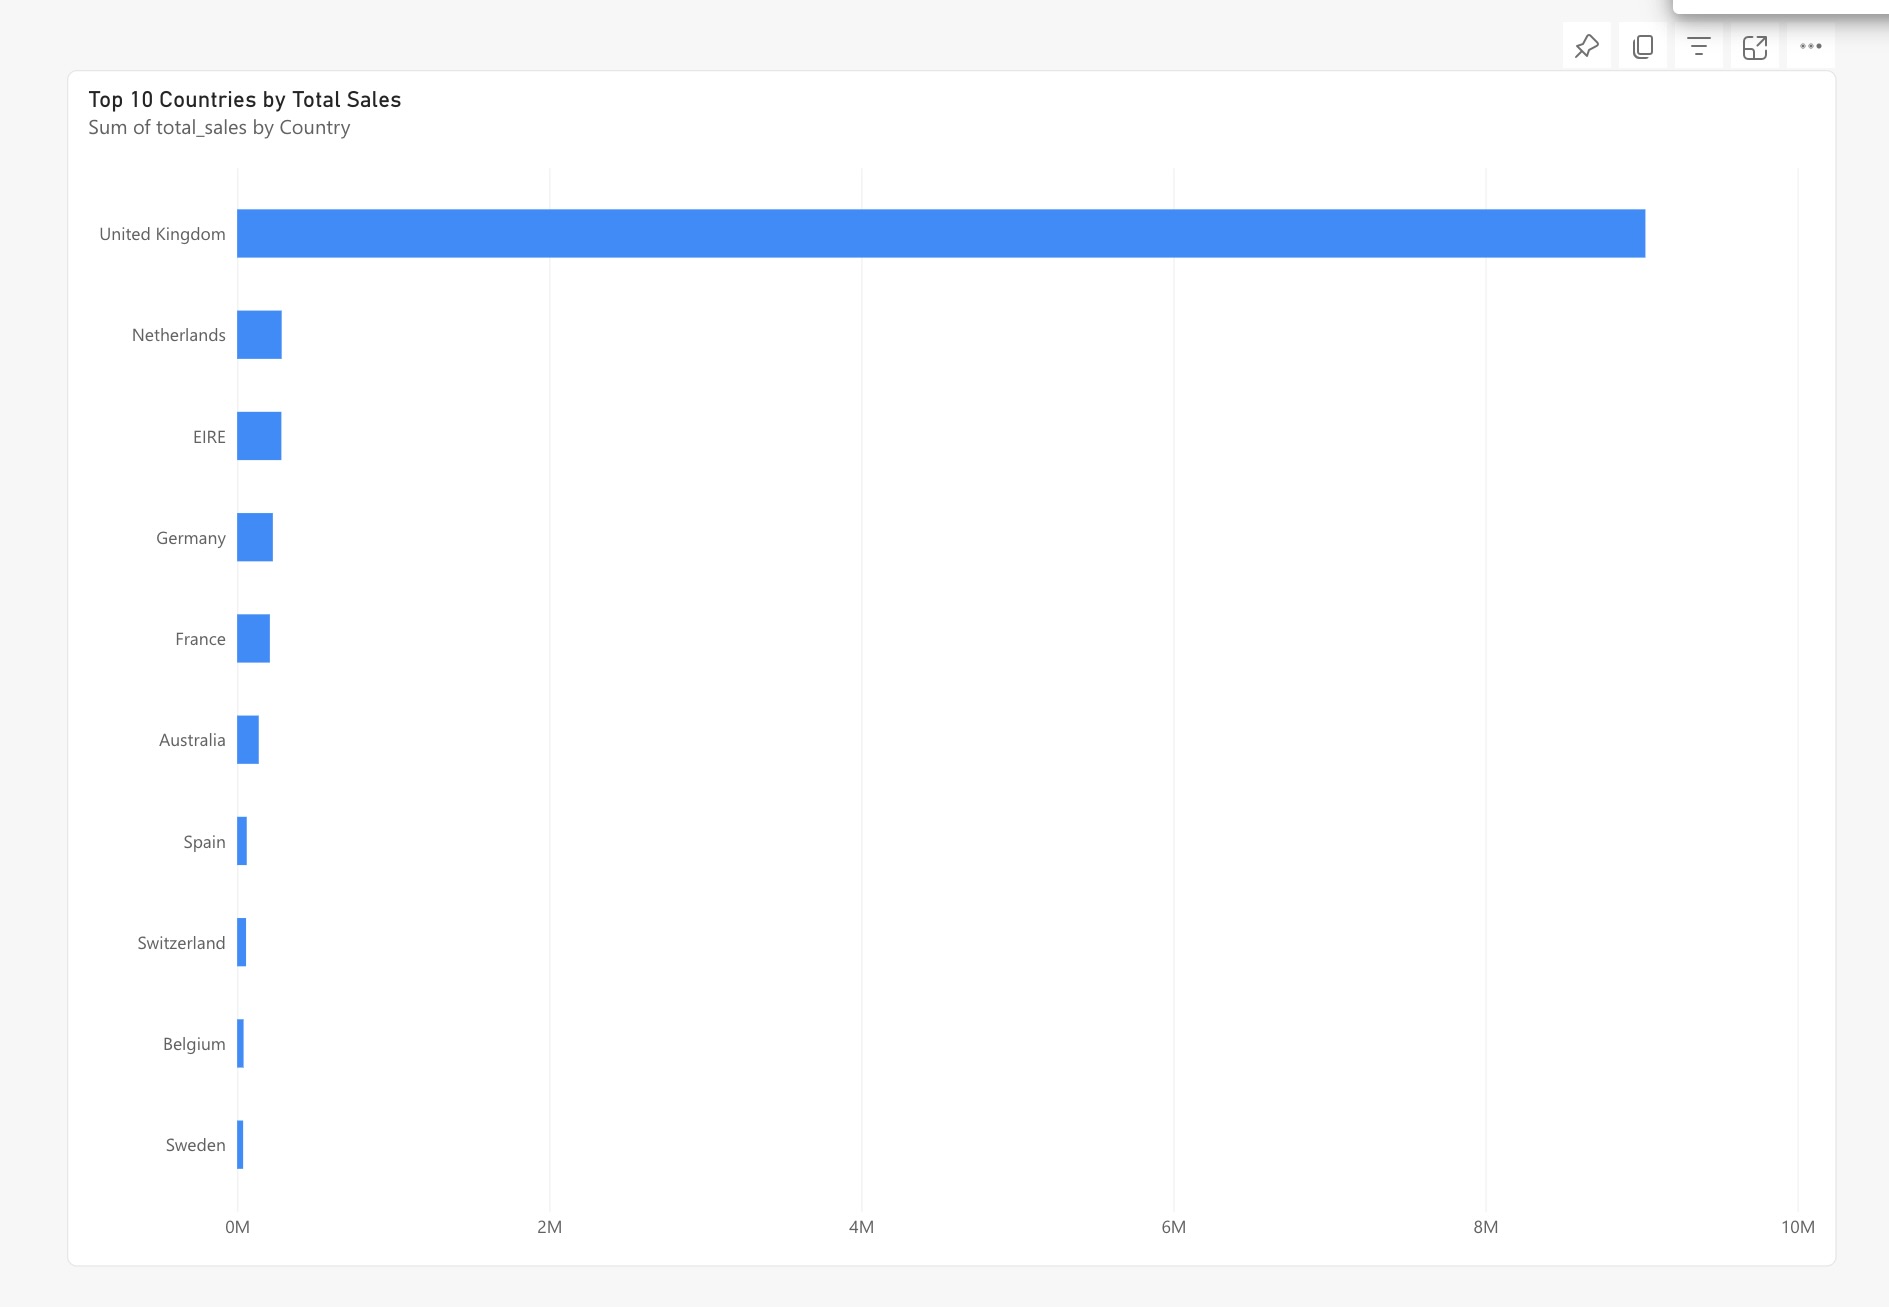 Top 10 Countries by Total Sales
Sum of total_sales by Country
United Kingdom
Netherlands
EIRE
Germany
France
Australia
Spain
Switzerland
Belgium
Sweden
0M 2M 4M 6M 8M 10M